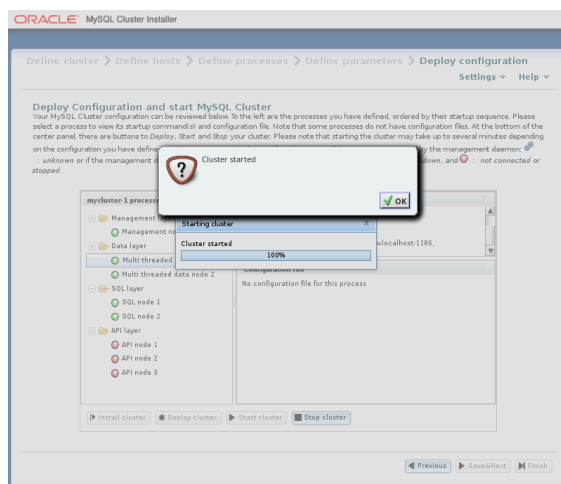 ORACLE MySQL Cluster Installer
Define cluster > Define hosts > Define processes > Define parameters > Deploy configuration
Settings Help
Deploy Configuration and start MySQL Cluster
Your MySQL Cluster configuration can be reviewed below. To the left are the processes you have defined, ordered by their startup sequence. Please
select a process to view its startup command(s) and configuration file. Note that some processes do not have configuration files. At the bottom of the
center panel, there are buttons to Deploy, Start and Stop your cluster. Please note that starting the cluster may take up to several minutes depending
on the configuration you have define by the management daemon:
: unknown or if the management d down, and : not connected or
stopped.
Cluster started
OK
mycluster-1 process
Starting cluster X
Cluster started
100%
Management
Management no
Data layer
Multi threaded
Multi threaded data node 2
SQL layer
SQL node 1
SQL node 2
API layer
API node 1
API node 2
API node 3
=localhost:1186,
Configuration file
No configuration file for this process
Install cluster Deploy cluster Start cluster Stop cluster
Previous Save&Next Finish